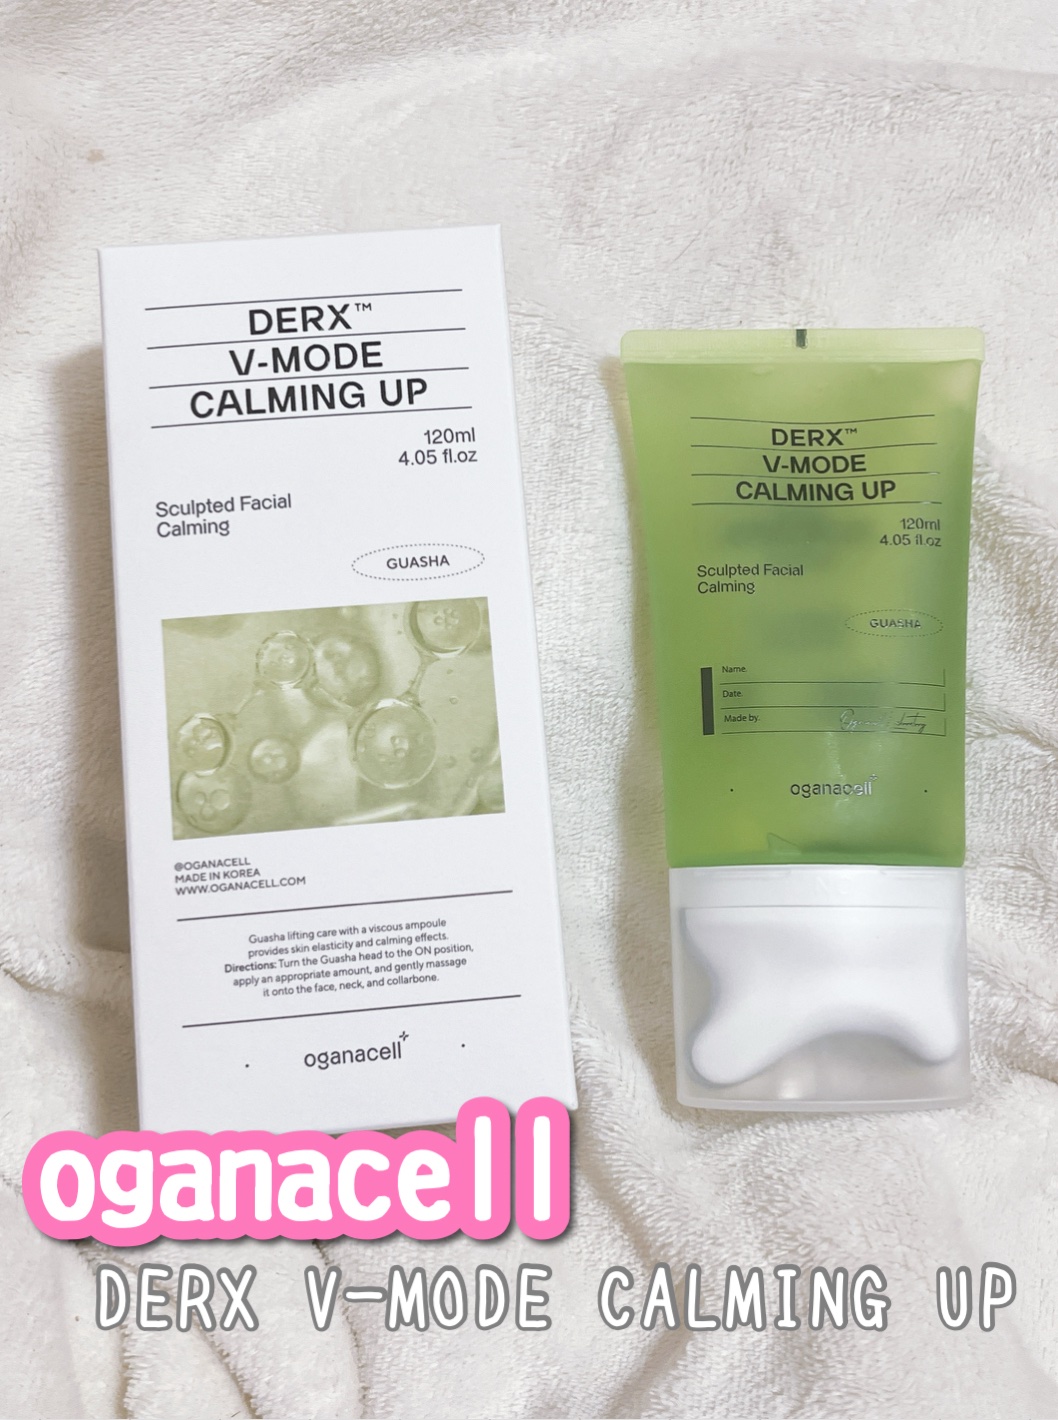 DERX™
V-MODE
CALMING UP
120ml
4.05 fl.oz
Sculpted Facial
Calming
GUASHA
@OGANACELL
MADE IN KOREA
WWW.OGANACELL.COM
Guasha lifting care with a viscous ampoule
provides skin elasticity and calming effects.
Directions: Turn the Guasha head to the ON position,
apply an appropriate amount, and gently massage
it onto the face, neck, and collarbone.
oganacell
DERX™
V-MODE
CALMING UP
120ml
4.05 fl.oz
Sculpted Facial
Calming
GUASHA
Name.
Date.
Made by.
oganacell
oganacell
DERX V-MODE CALMING UP